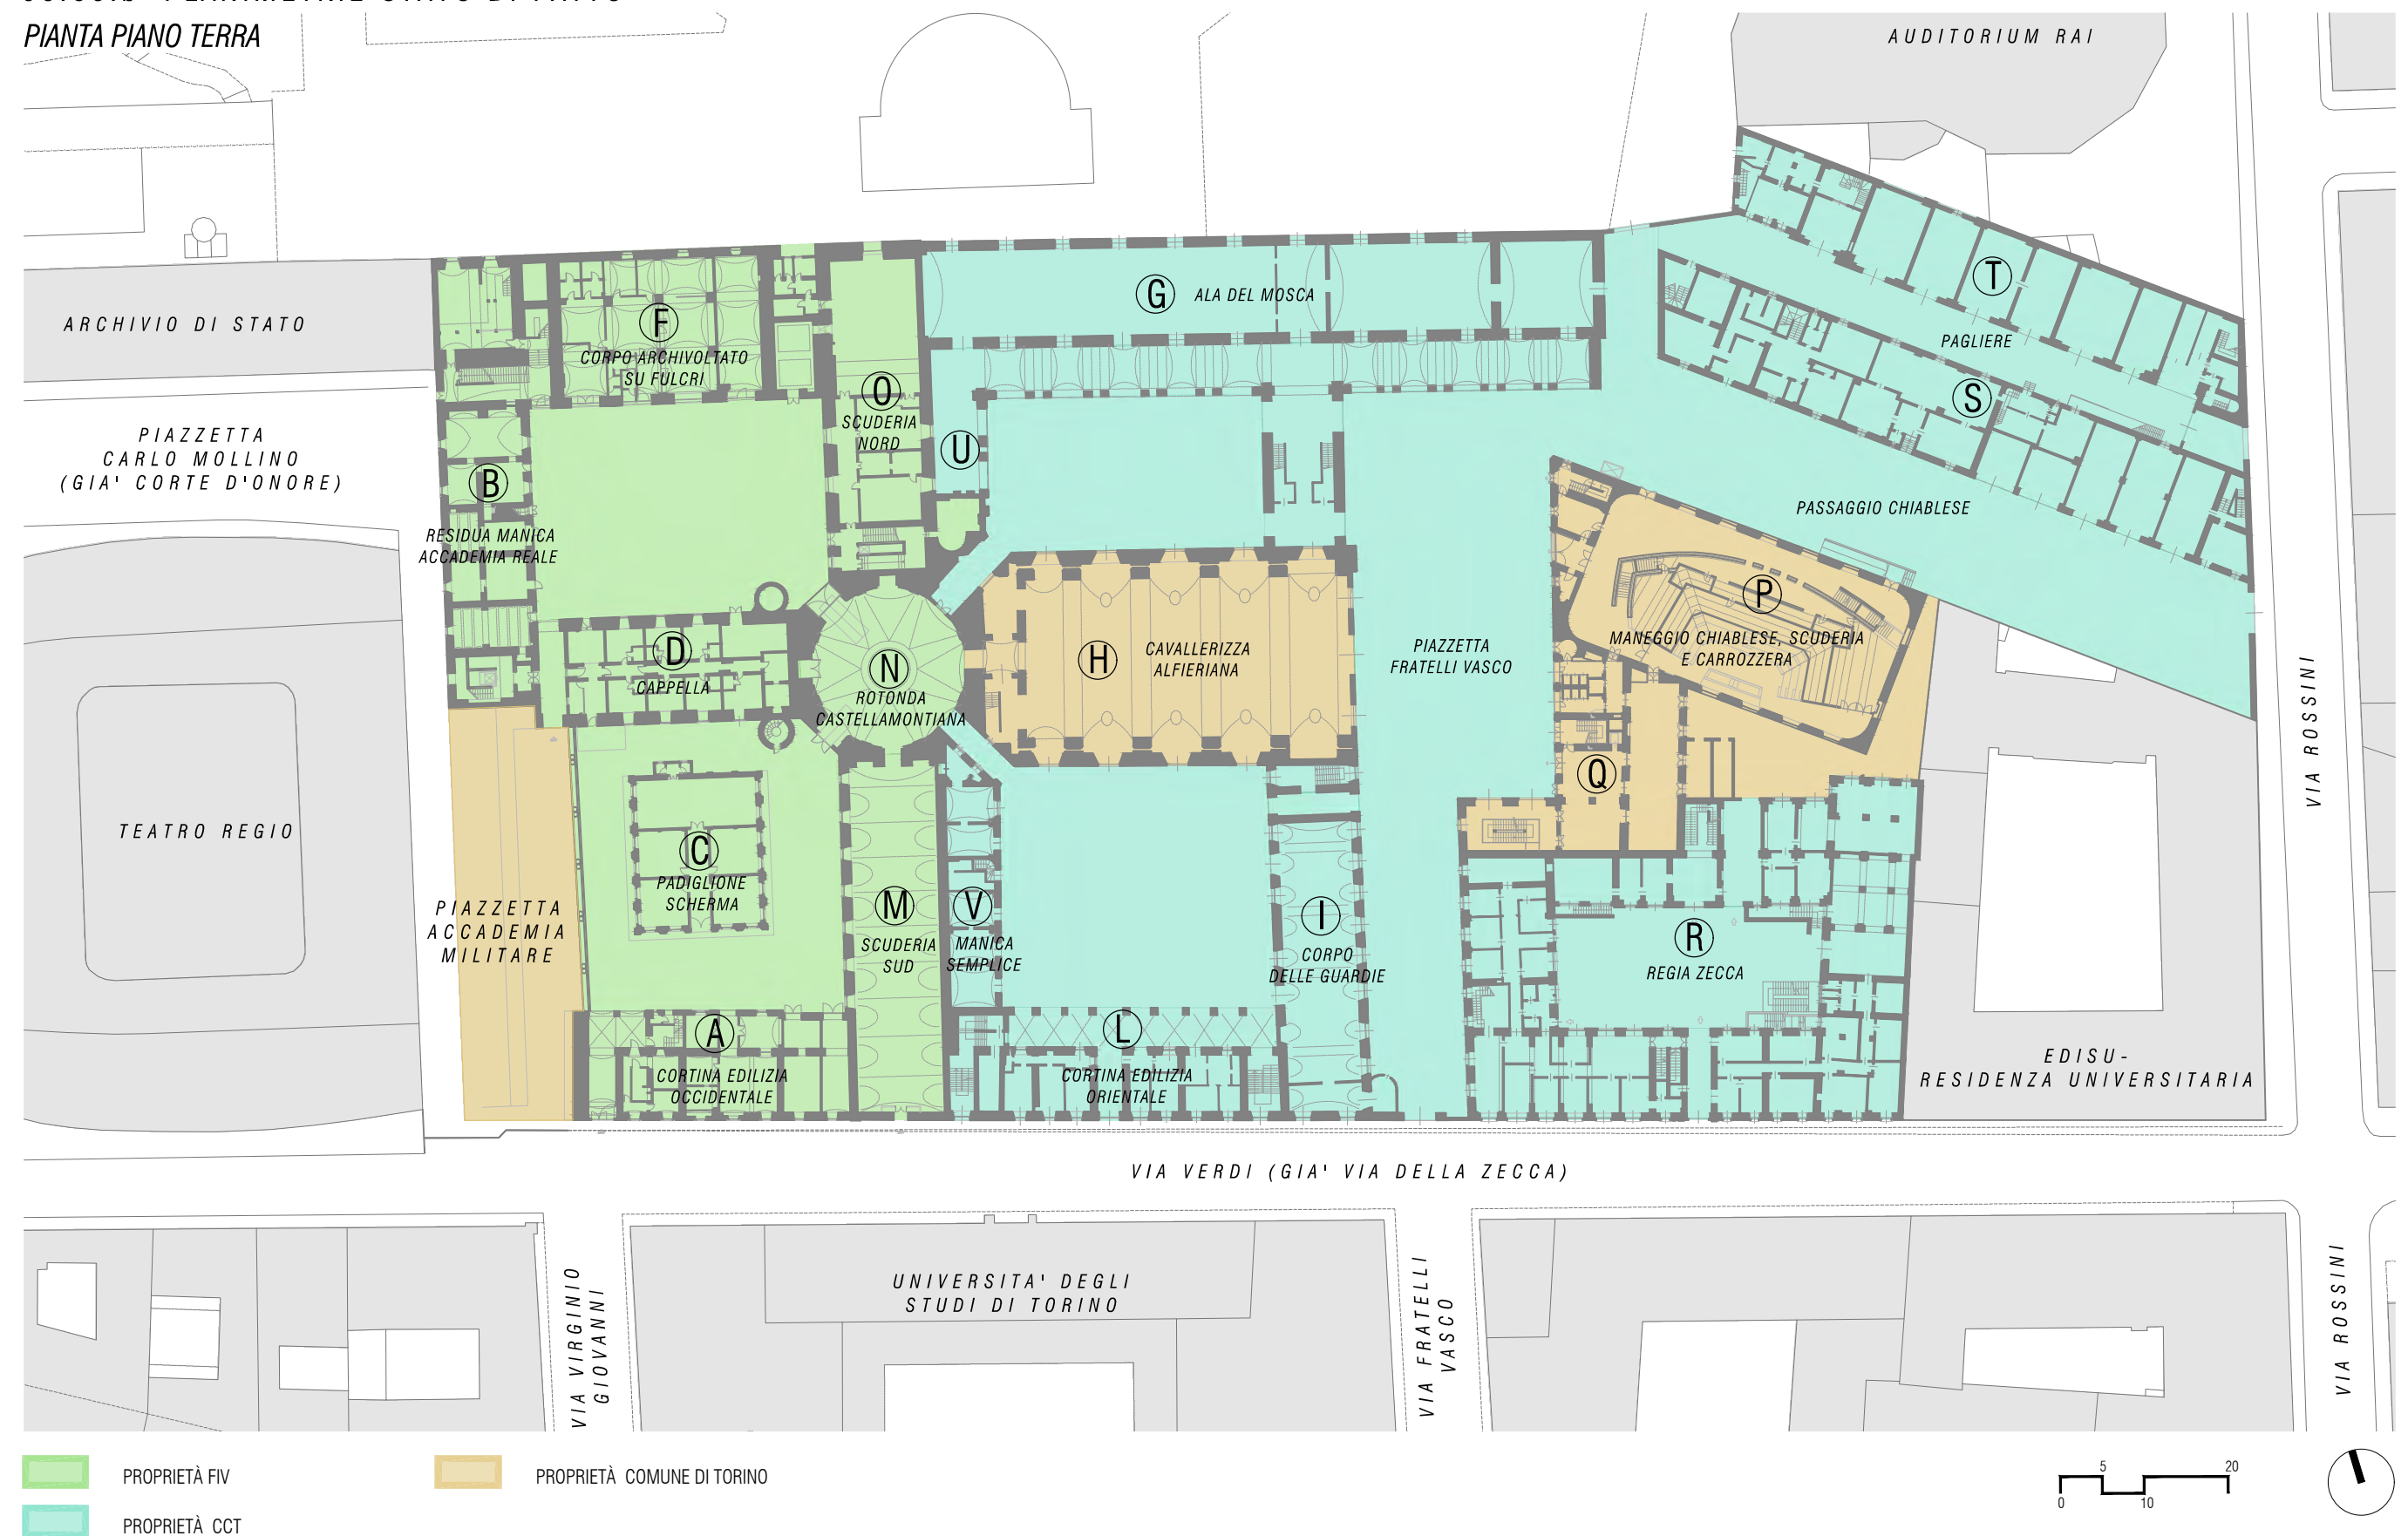 PIANTA PIANO TERRA
AUDITORIUM RAI
ARCHIVIO DI STATO
PIAZZETTA
CARLO MOLLINO
(GIA' CORTE D'ONORE)
F
CORPO ARCHIVOLTATO
SU FULCRI
O
SCUDERIA
NORD
G
ALA DEL MOSCA
T
PAGLIERE
S
U
B
RESIDUA MANICA
ACCADEMIA REALE
PASSAGGIO CHIABLESE
P
MANEGGIO CHIABLESE, SCUDERIA
E CARROZZERA
D
CAPPELLA
N
ROTONDA
CASTELLAMONTIANA
H
CAVALLERIZZA
ALFIERIANA
PIAZZETTA
FRATELLI VASCO
VIA ROSSINI
Q
TEATRO REGIO
C
PADIGLIONE
SCHERMA
PIAZZETTA
ACCADEMIA
MILITARE
M
SCUDERIA
SUD
V
MANICA
SEMPLICE
I
CORPO
DELLE GUARDIE
R
REGIA ZECCA
A
CORTINA EDILIZIA
OCCIDENTALE
L
CORTINA EDILIZIA
ORIENTALE
EDISU-
RESIDENZA UNIVERSITARIA
VIA VERDI (GIA' VIA DELLA ZECCA)
VIA VIRGINIO
GIOVANNI
UNIVERSITA' DEGLI
STUDI DI TORINO
VIA FRATELLI
VASCO
VIA ROSSINI
PROPRIETÀ FIV
PROPRIETÀ COMUNE DI TORINO
PROPRIETÀ CCT
5 20
0 10